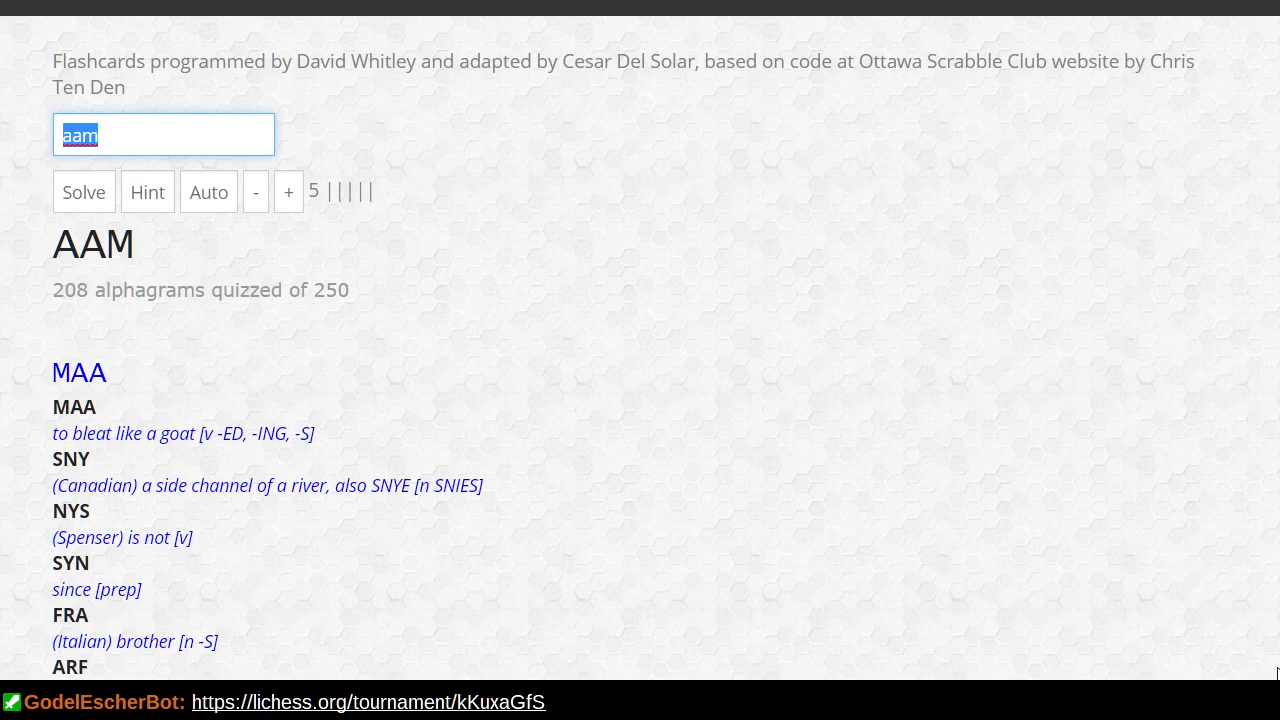 Flashcards programmed by David Whitley and adapted by Cesar Del Solar, based on code at Ottawa Scrabble Club website by Chris
Ten Den
aam
Solve Hint Auto - + 5 |||||
AAM
208 alphagrams quizzed of 250
MAA
MAA
to bleat like a goat [v -ED, -ING, -S]
SNY
(Canadian) a side channel of a river, also SNYE [n SNIES]
NYS
(Spenser) is not [v]
SYN
since [prep]
FRA
(Italian) brother [n -S]
ARF
GodelEscherBot: https://lichess.org/tournament/kKuxaGfS